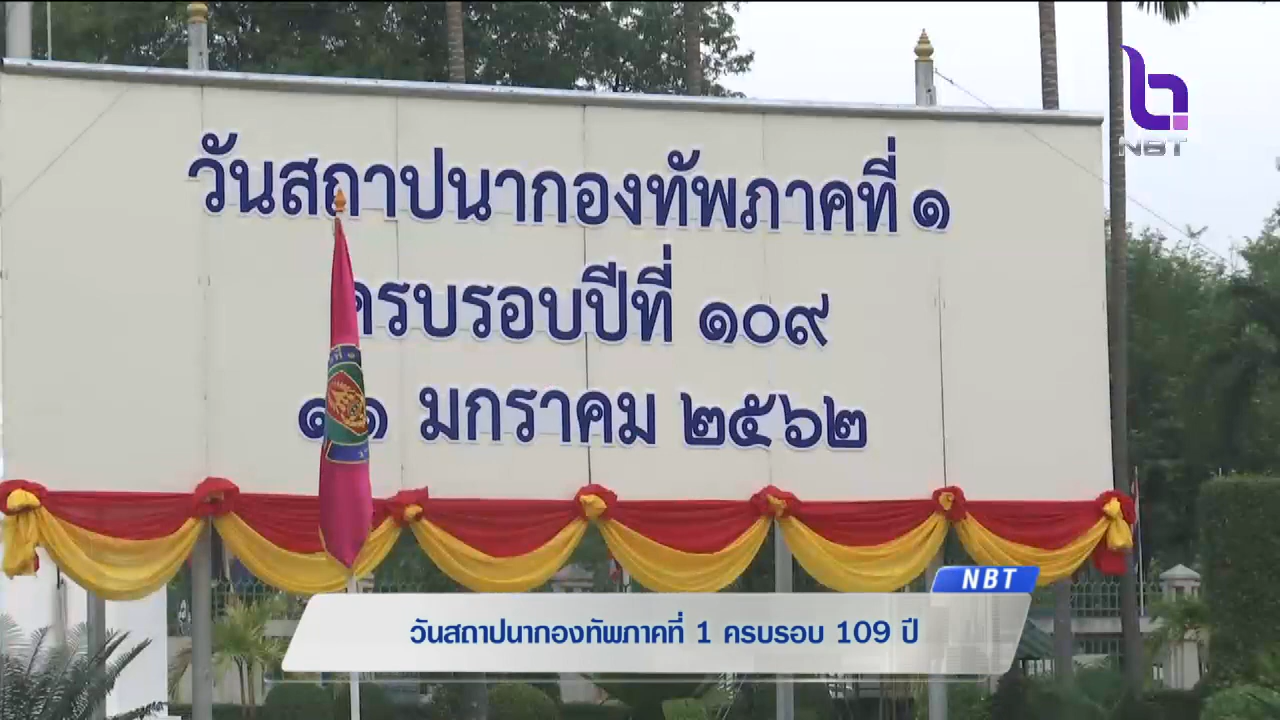 NBT
วันสถาปนากองทัพภาคที่ ๑
ครบรอบปีที่ ๑๐๙
๑๑ มกราคม ๒๕๖๒
NBT
วันสถาปนากองทัพภาคที่ 1 ครบรอบ 109 ปี
NBT